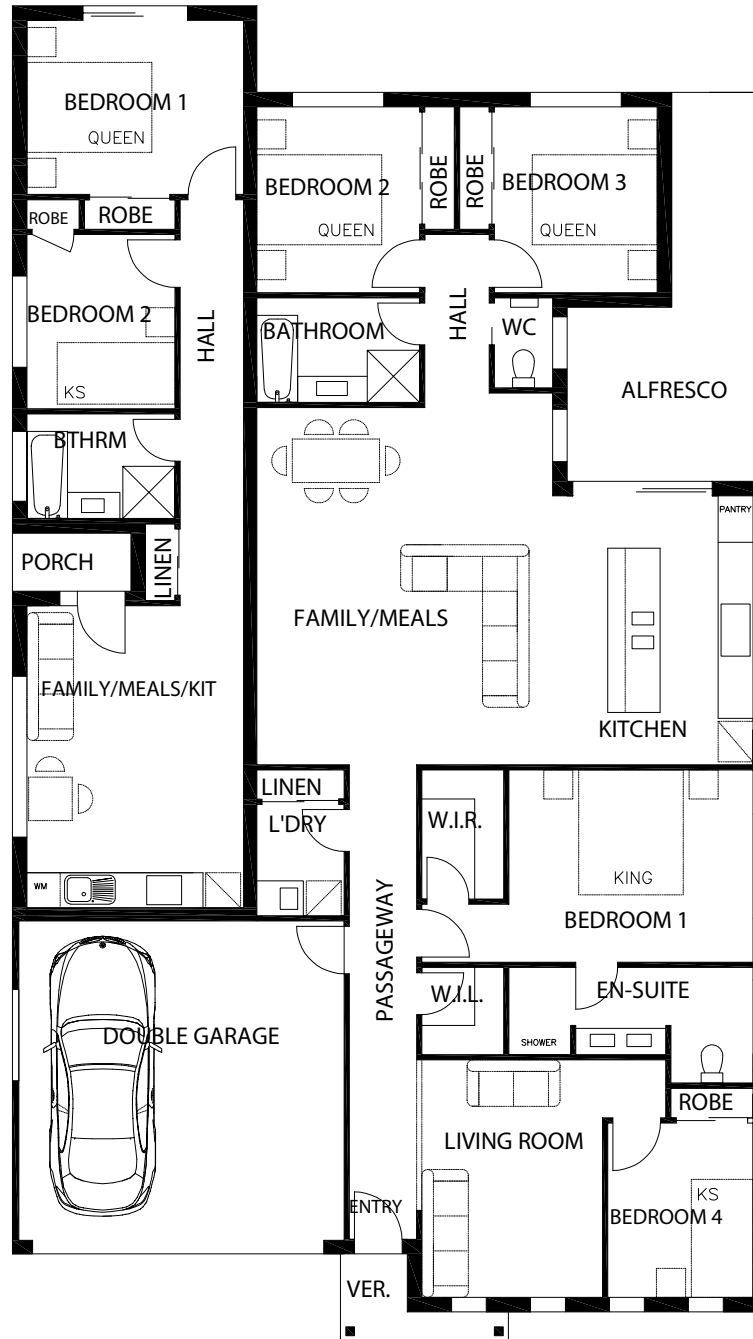 BEDROOM 1
QUEEN
BEDROOM 2
QUEEN
ROBE
ROBE
BEDROOM 3
QUEEN
ROBE
ROBE
BEDROOM 2
KS
HALL
BATHROOM
HALL
WC
ALFRESCO
BTHRM
PORCH
LINEN
PANTRY
FAMILY/MEALS
KITCHEN
FAMILY/MEALS/KIT
WM
LINEN
L'DRY
W.I.R.
KING
BEDROOM 1
PASSAGEWAY
W.I.L.
EN-SUITE
SHOWER
DOUBLE GARAGE
LIVING ROOM
ROBE
KS
BEDROOM 4
ENTRY
VER.